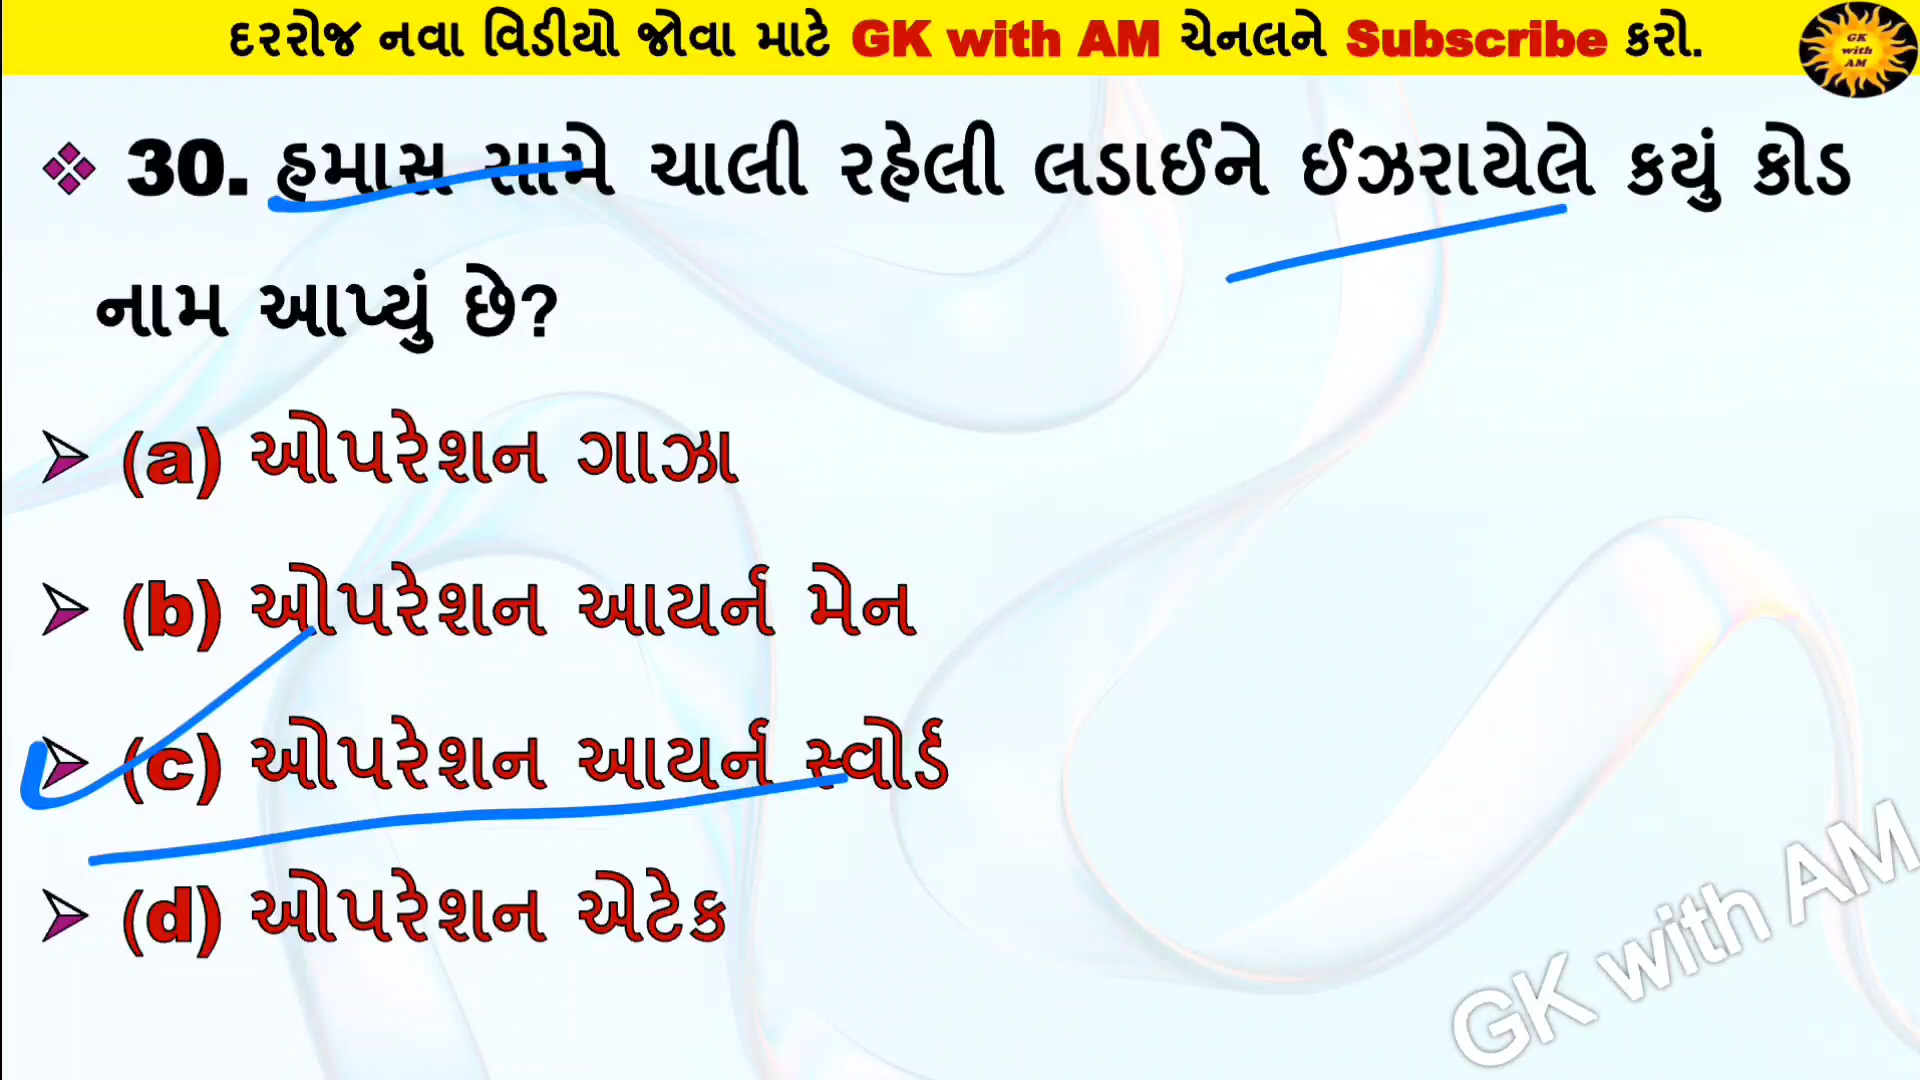 દરરોજ નવા વિડીયો જોવા માટે GK with AM ચેનલને Subscribe કરો.
GK
with
AM
30. હમાસ સામે ચાલી રહેલી લડાઈને ઈઝરાયેલે કયું કોડ
નામ આપ્યું છે?
(a) ઓપરેશન ગાઝા
(b) ઓપરેશન આયર્ન મેન
(c) ઓપરેશન આયર્ન સ્વોર્ડ
(d) ઓપરેશન એટેક
GK with AM